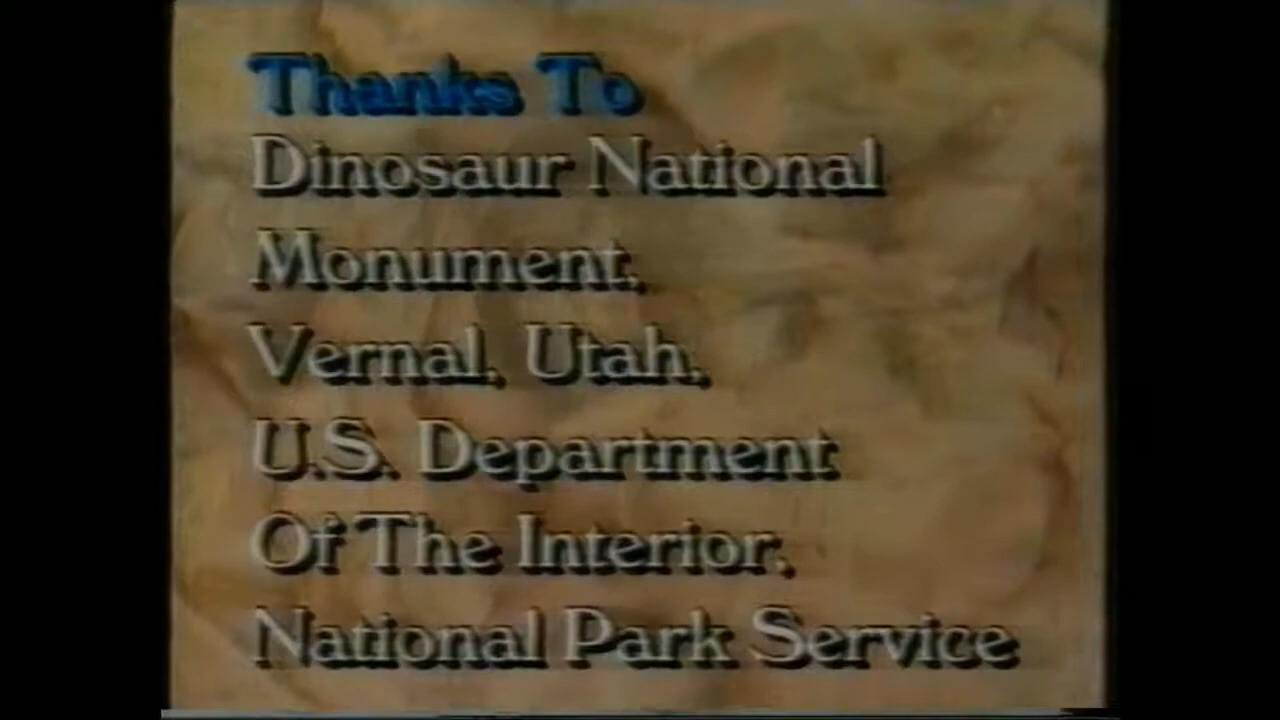 Thanks To
Dinosaur National
Monument,
Vernal, Utah,
U.S. Department
Of The Interior,
National Park Service